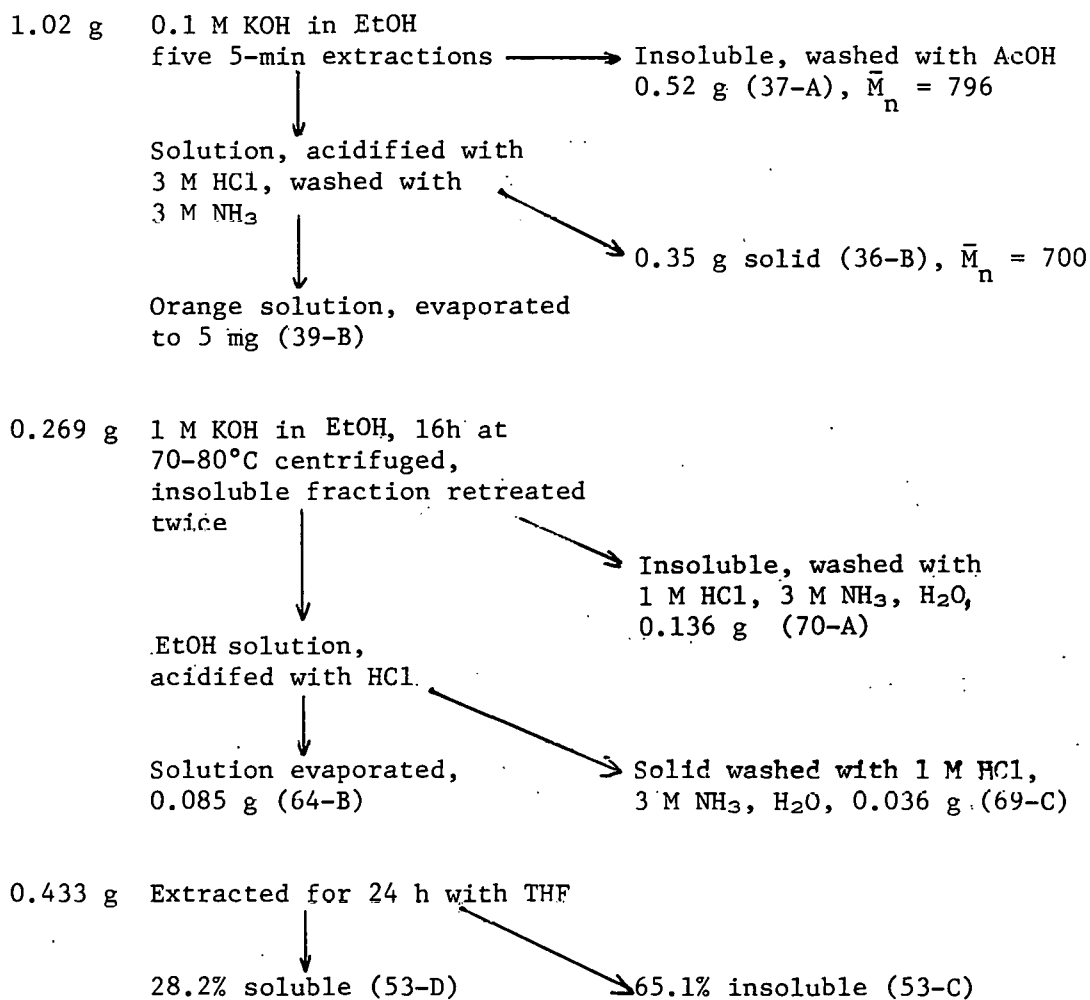 1.02 g 0.1 M KOH in EtOH
five 5-min extractions
Insoluble, washed with AcOH
0.52 g (37-A), M̄n = 796
Solution, acidified with
3 M HCl, washed with
3 M NH₃
0.35 g solid (36-B), M̄n = 700
Orange solution, evaporated
to 5 mg (39-B)
0.269 g 1 M KOH in EtOH, 16h at
70-80°C centrifuged,
insoluble fraction retreated
twice
Insoluble, washed with
1 M HCl, 3 M NH₃, H₂O,
0.136 g (70-A)
EtOH solution,
acidifed with HCl.
Solution evaporated,
0.085 g (64-B)
Solid washed with 1 M HCl,
3 M NH₃, H₂O, 0.036 g (69-C)
0.433 g Extracted for 24 h with THF
28.2% soluble (53-D)
65.1% insoluble (53-C)